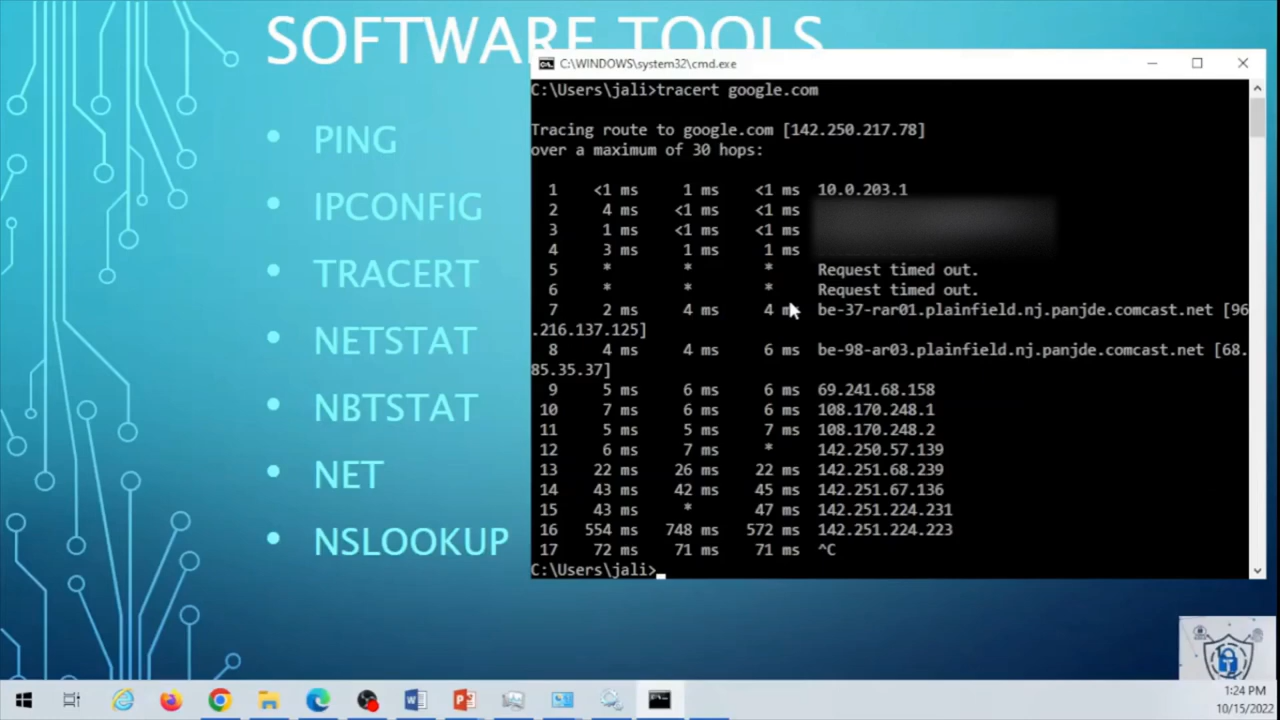 SOFTWARE TOOLS
• PING
• IPCONFIG
• TRACERT
• NETSTAT
• NBTSTAT
• NET
• NSLOOKUP
C:\WINDOWS\system32\cmd.exe
C:\Users\jali>tracert google.com
Tracing route to google.com [142.250.217.78]
over a maximum of 30 hops:
1 <1 ms 1 ms <1 ms 10.0.203.1
2 4 ms <1 ms <1 ms
3 1 ms <1 ms <1 ms
4 3 ms 1 ms 1 ms
5 * * * Request timed out.
6 * * * Request timed out.
7 2 ms 4 ms 4 ms be-37-rar01.plainfield.nj.panjde.comcast.net [96
.216.137.125]
8 4 ms 4 ms 6 ms be-98-ar03.plainfield.nj.panjde.comcast.net [68.
85.35.37]
9 5 ms 6 ms 6 ms 69.241.68.158
10 7 ms 6 ms 6 ms 108.170.248.1
11 5 ms 5 ms 7 ms 108.170.248.2
12 6 ms 7 ms * 142.250.57.139
13 22 ms 26 ms 22 ms 142.251.68.239
14 43 ms 42 ms 45 ms 142.251.67.136
15 43 ms * 47 ms 142.251.224.231
16 554 ms 748 ms 572 ms 142.251.224.223
17 72 ms 71 ms 71 ms ^C
C:\Users\jali>
1:24 PM
10/15/2022